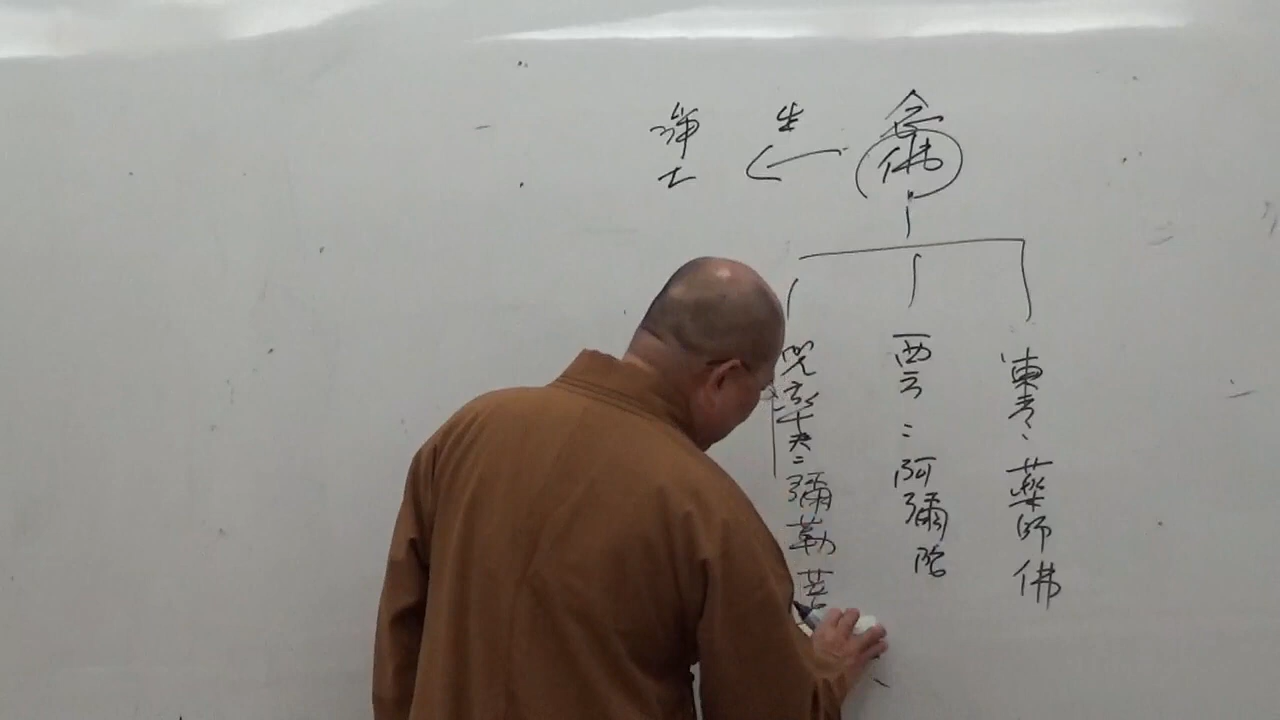 念佛
生
淨土
東方：藥師佛
西方：阿彌陀
兜率天：彌勒菩